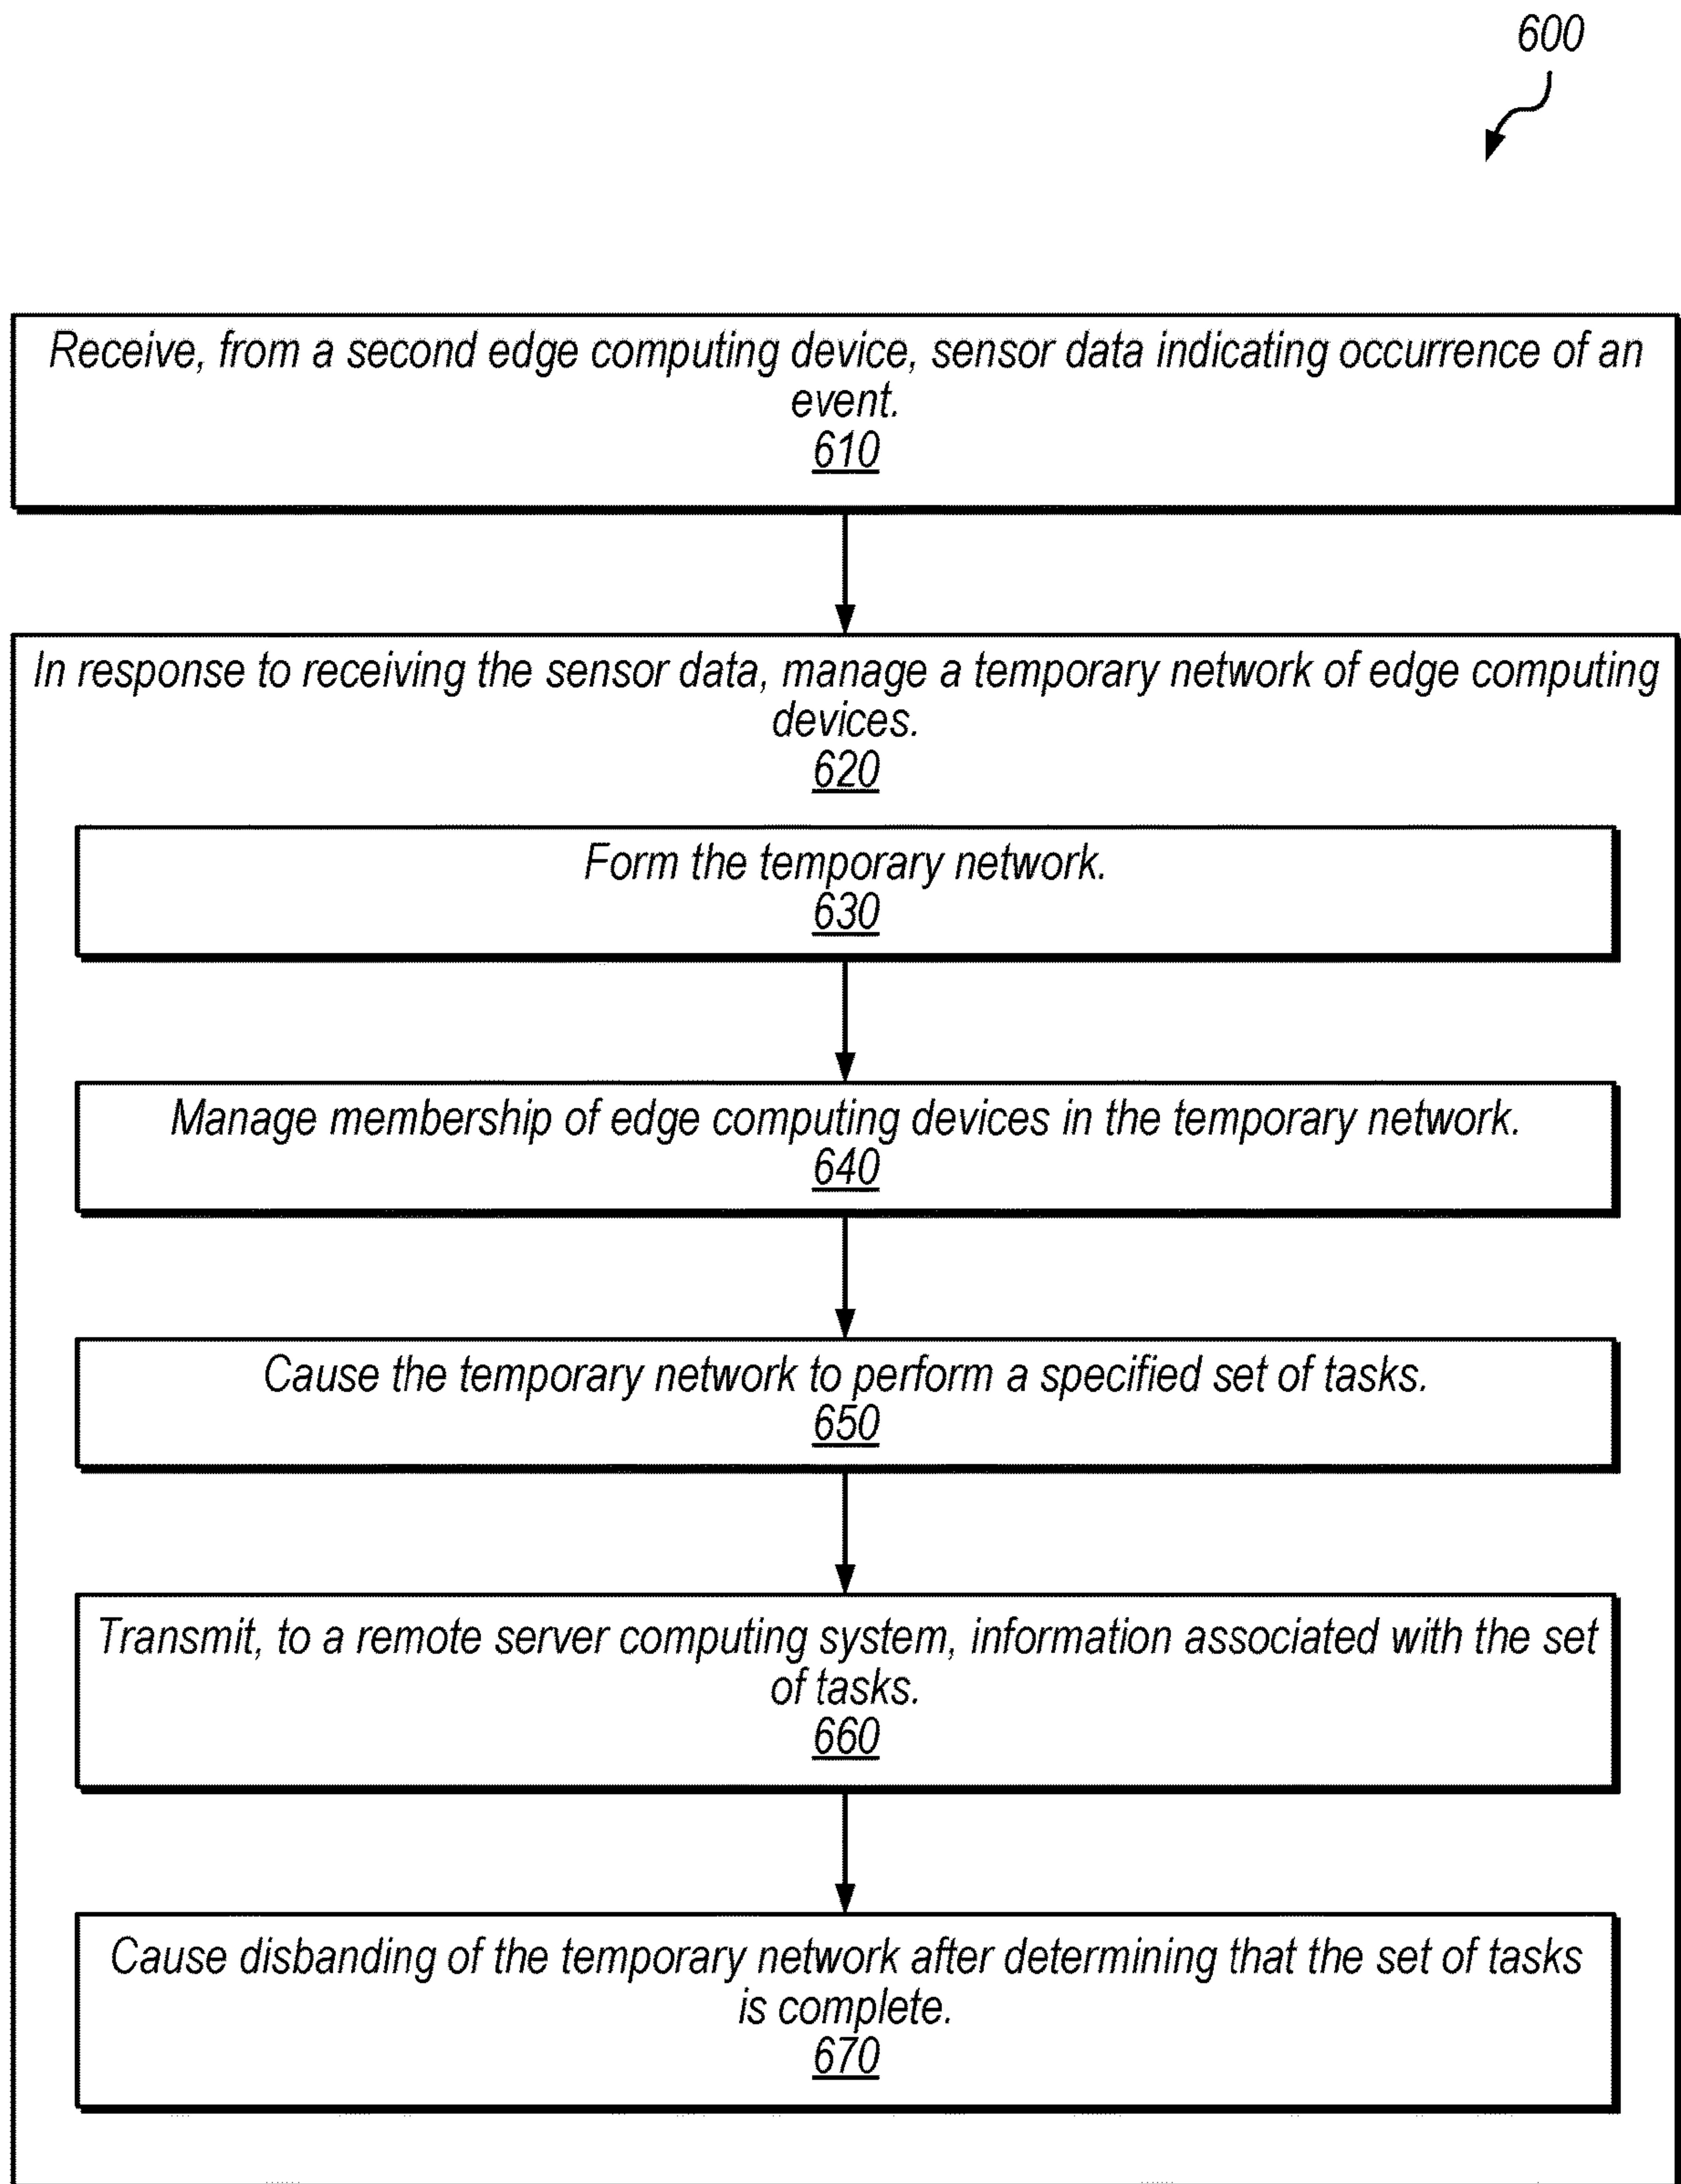 600
Receive, from a second edge computing device, sensor data indicating occurrence of an
event.
610
In response to receiving the sensor data, manage a temporary network of edge computing
devices.
620
Form the temporary network.
630
Manage membership of edge computing devices in the temporary network.
640
Cause the temporary network to perform a specified set of tasks.
650
Transmit, to a remote server computing system, information associated with the set
of tasks.
660
Cause disbanding of the temporary network after determining that the set of tasks
is complete.
670